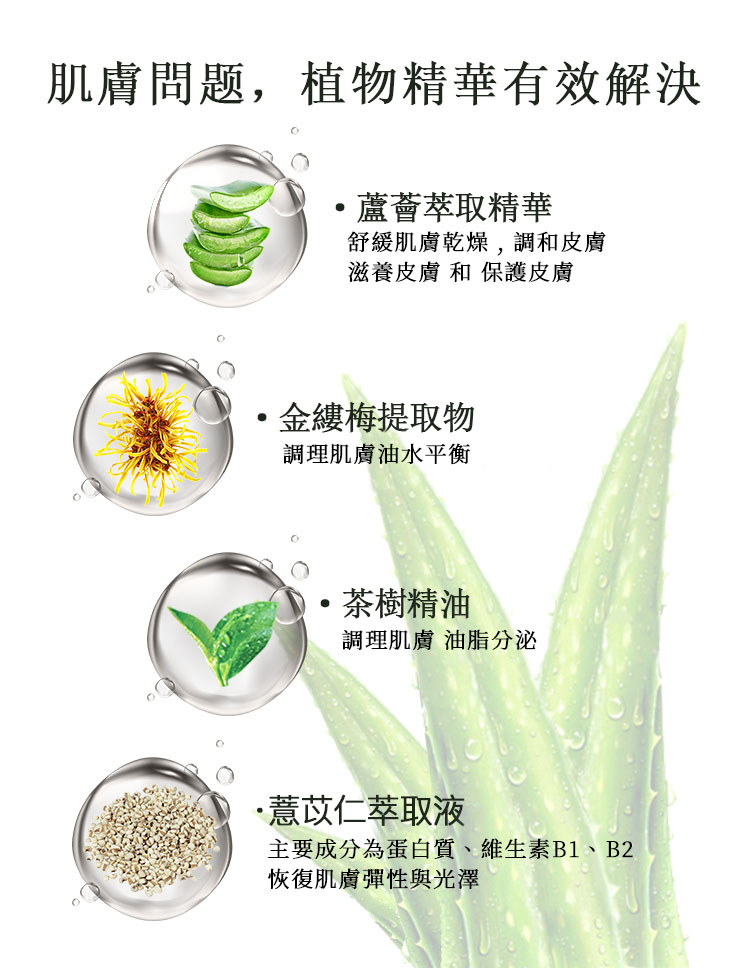 肌膚問题，植物精華有效解決
·蘆薈萃取精華
舒緩肌膚乾燥，調和皮膚
滋養皮膚 和 保護皮膚
·金縷梅提取物
調理肌膚油水平衡
·茶樹精油
調理肌膚 油脂分泌
·薏苡仁萃取液
主要成分為蛋白質、維生素B1、B2
恢復肌膚彈性與光澤